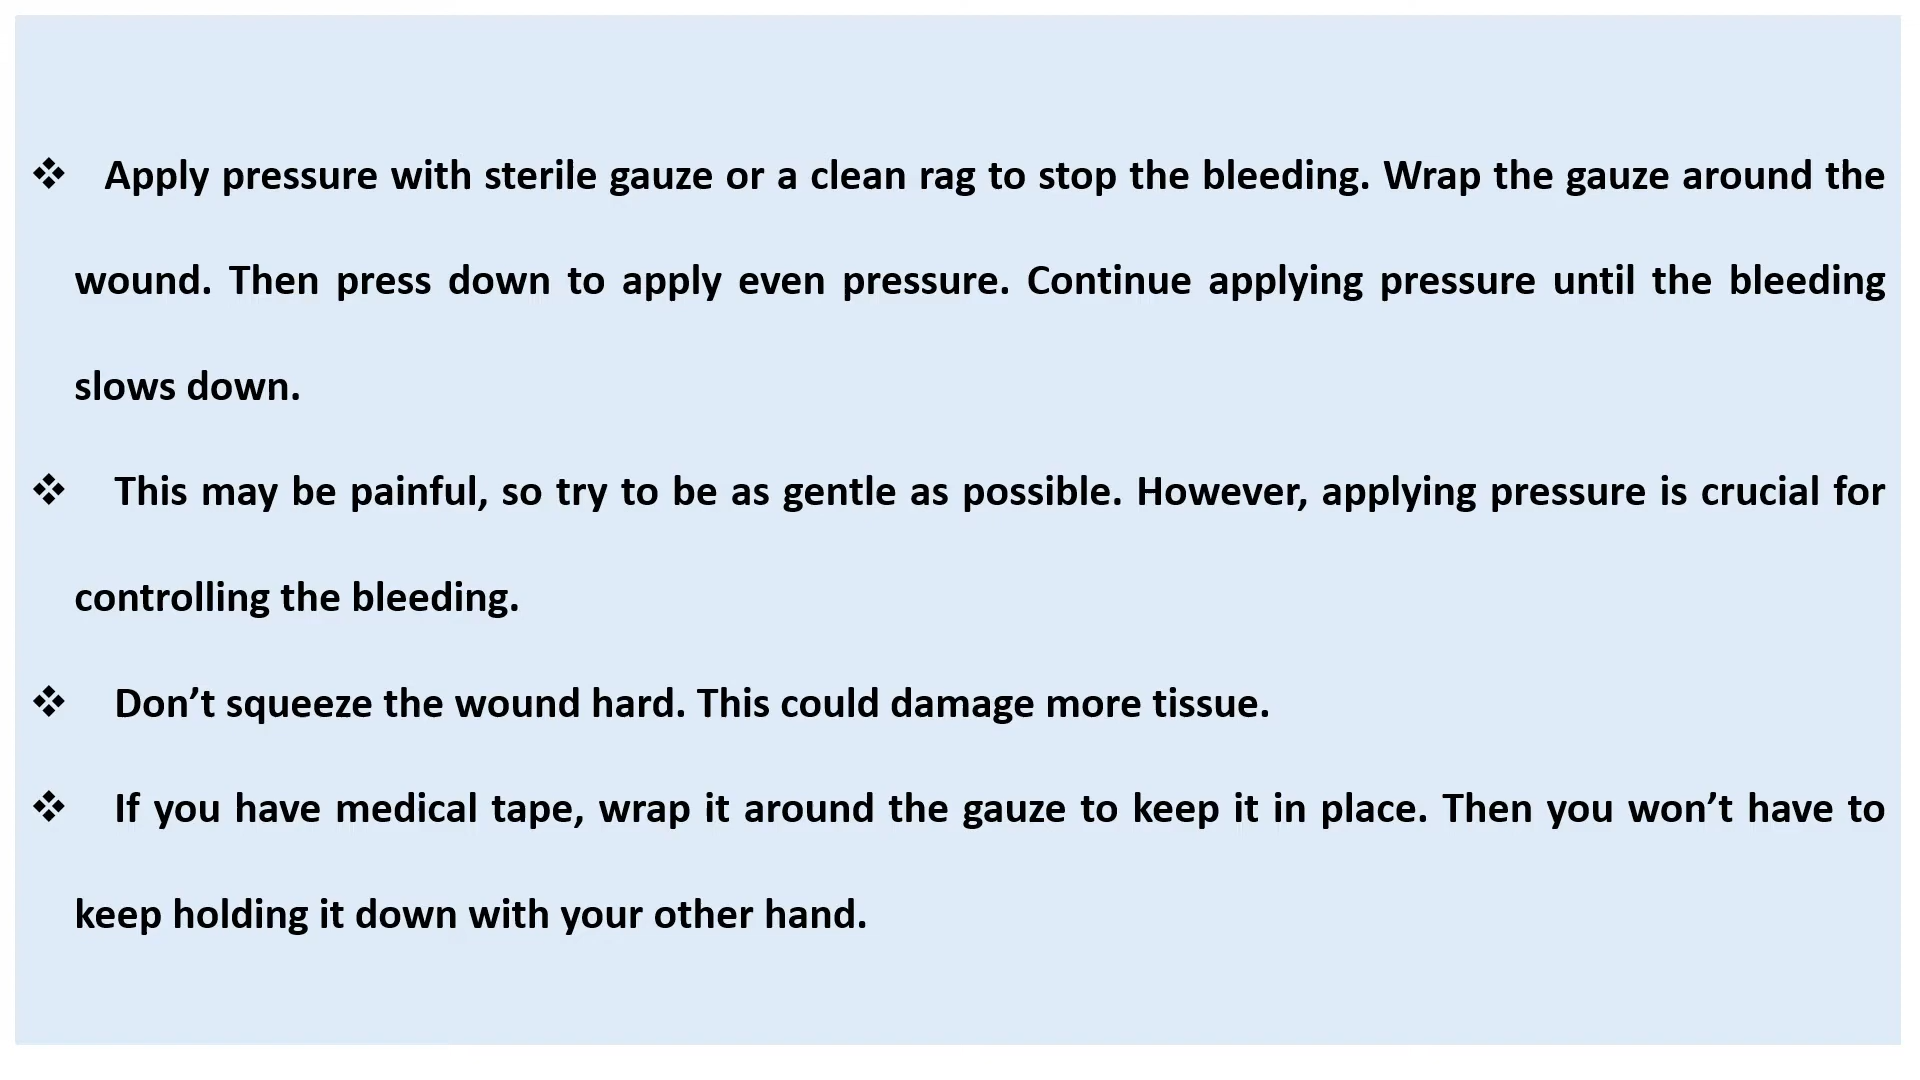 ❖ Apply pressure with sterile gauze or a clean rag to stop the bleeding. Wrap the gauze around the
wound. Then press down to apply even pressure. Continue applying pressure until the bleeding
slows down.
❖ This may be painful, so try to be as gentle as possible. However, applying pressure is crucial for
controlling the bleeding.
❖ Don’t squeeze the wound hard. This could damage more tissue.
❖ If you have medical tape, wrap it around the gauze to keep it in place. Then you won’t have to
keep holding it down with your other hand.